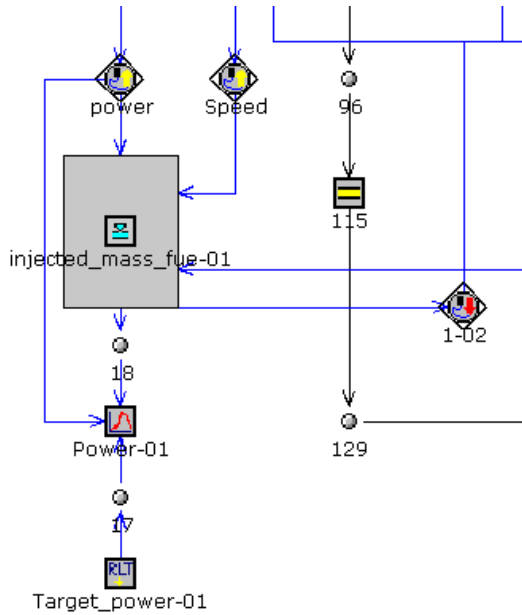 power
Speed
96
115
injected_mass_fue-01
1-02
18
Power-01
129
17
RLT
Target_power-01